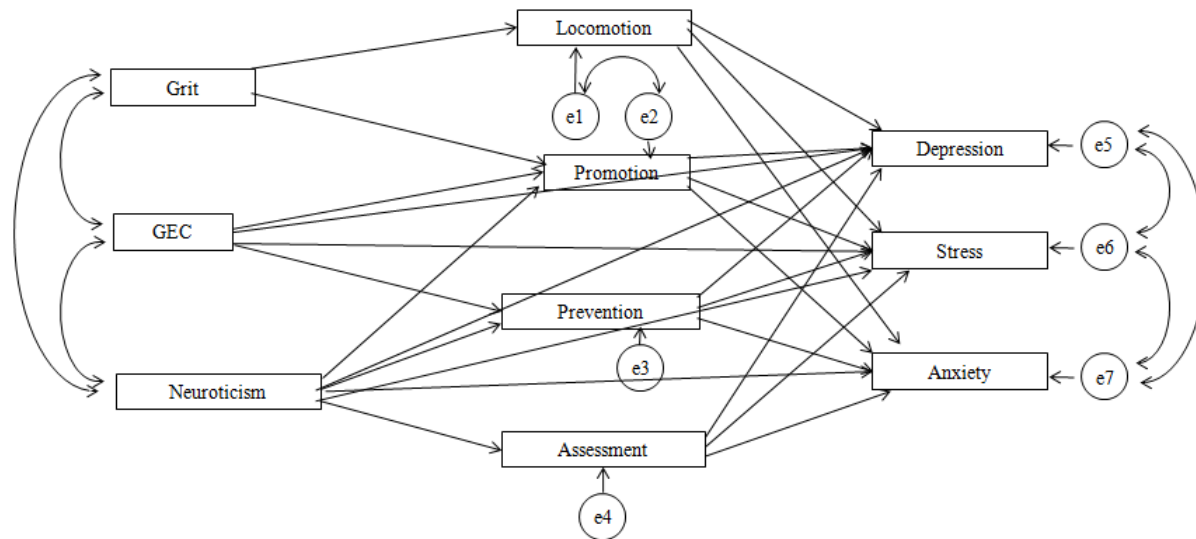 Locomotion
Grit
e1
e2
Depression
e5
Promotion
GEC
Stress
e6
Prevention
e3
Anxiety
e7
Neuroticism
Assessment
e4